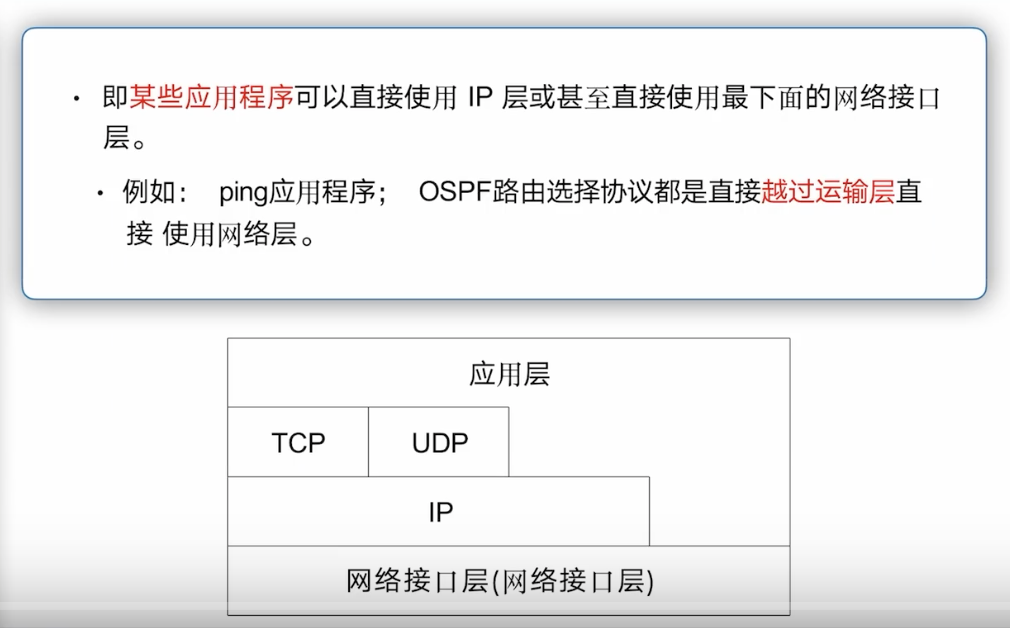 · 即某些应用程序可以直接使用 IP 层或甚至直接使用最下面的网络接口
层。
· 例如： ping应用程序； OSPF路由选择协议都是直接越过运输层直
接 使用网络层。
应用层
TCP UDP
IP
网络接口层(网络接口层)